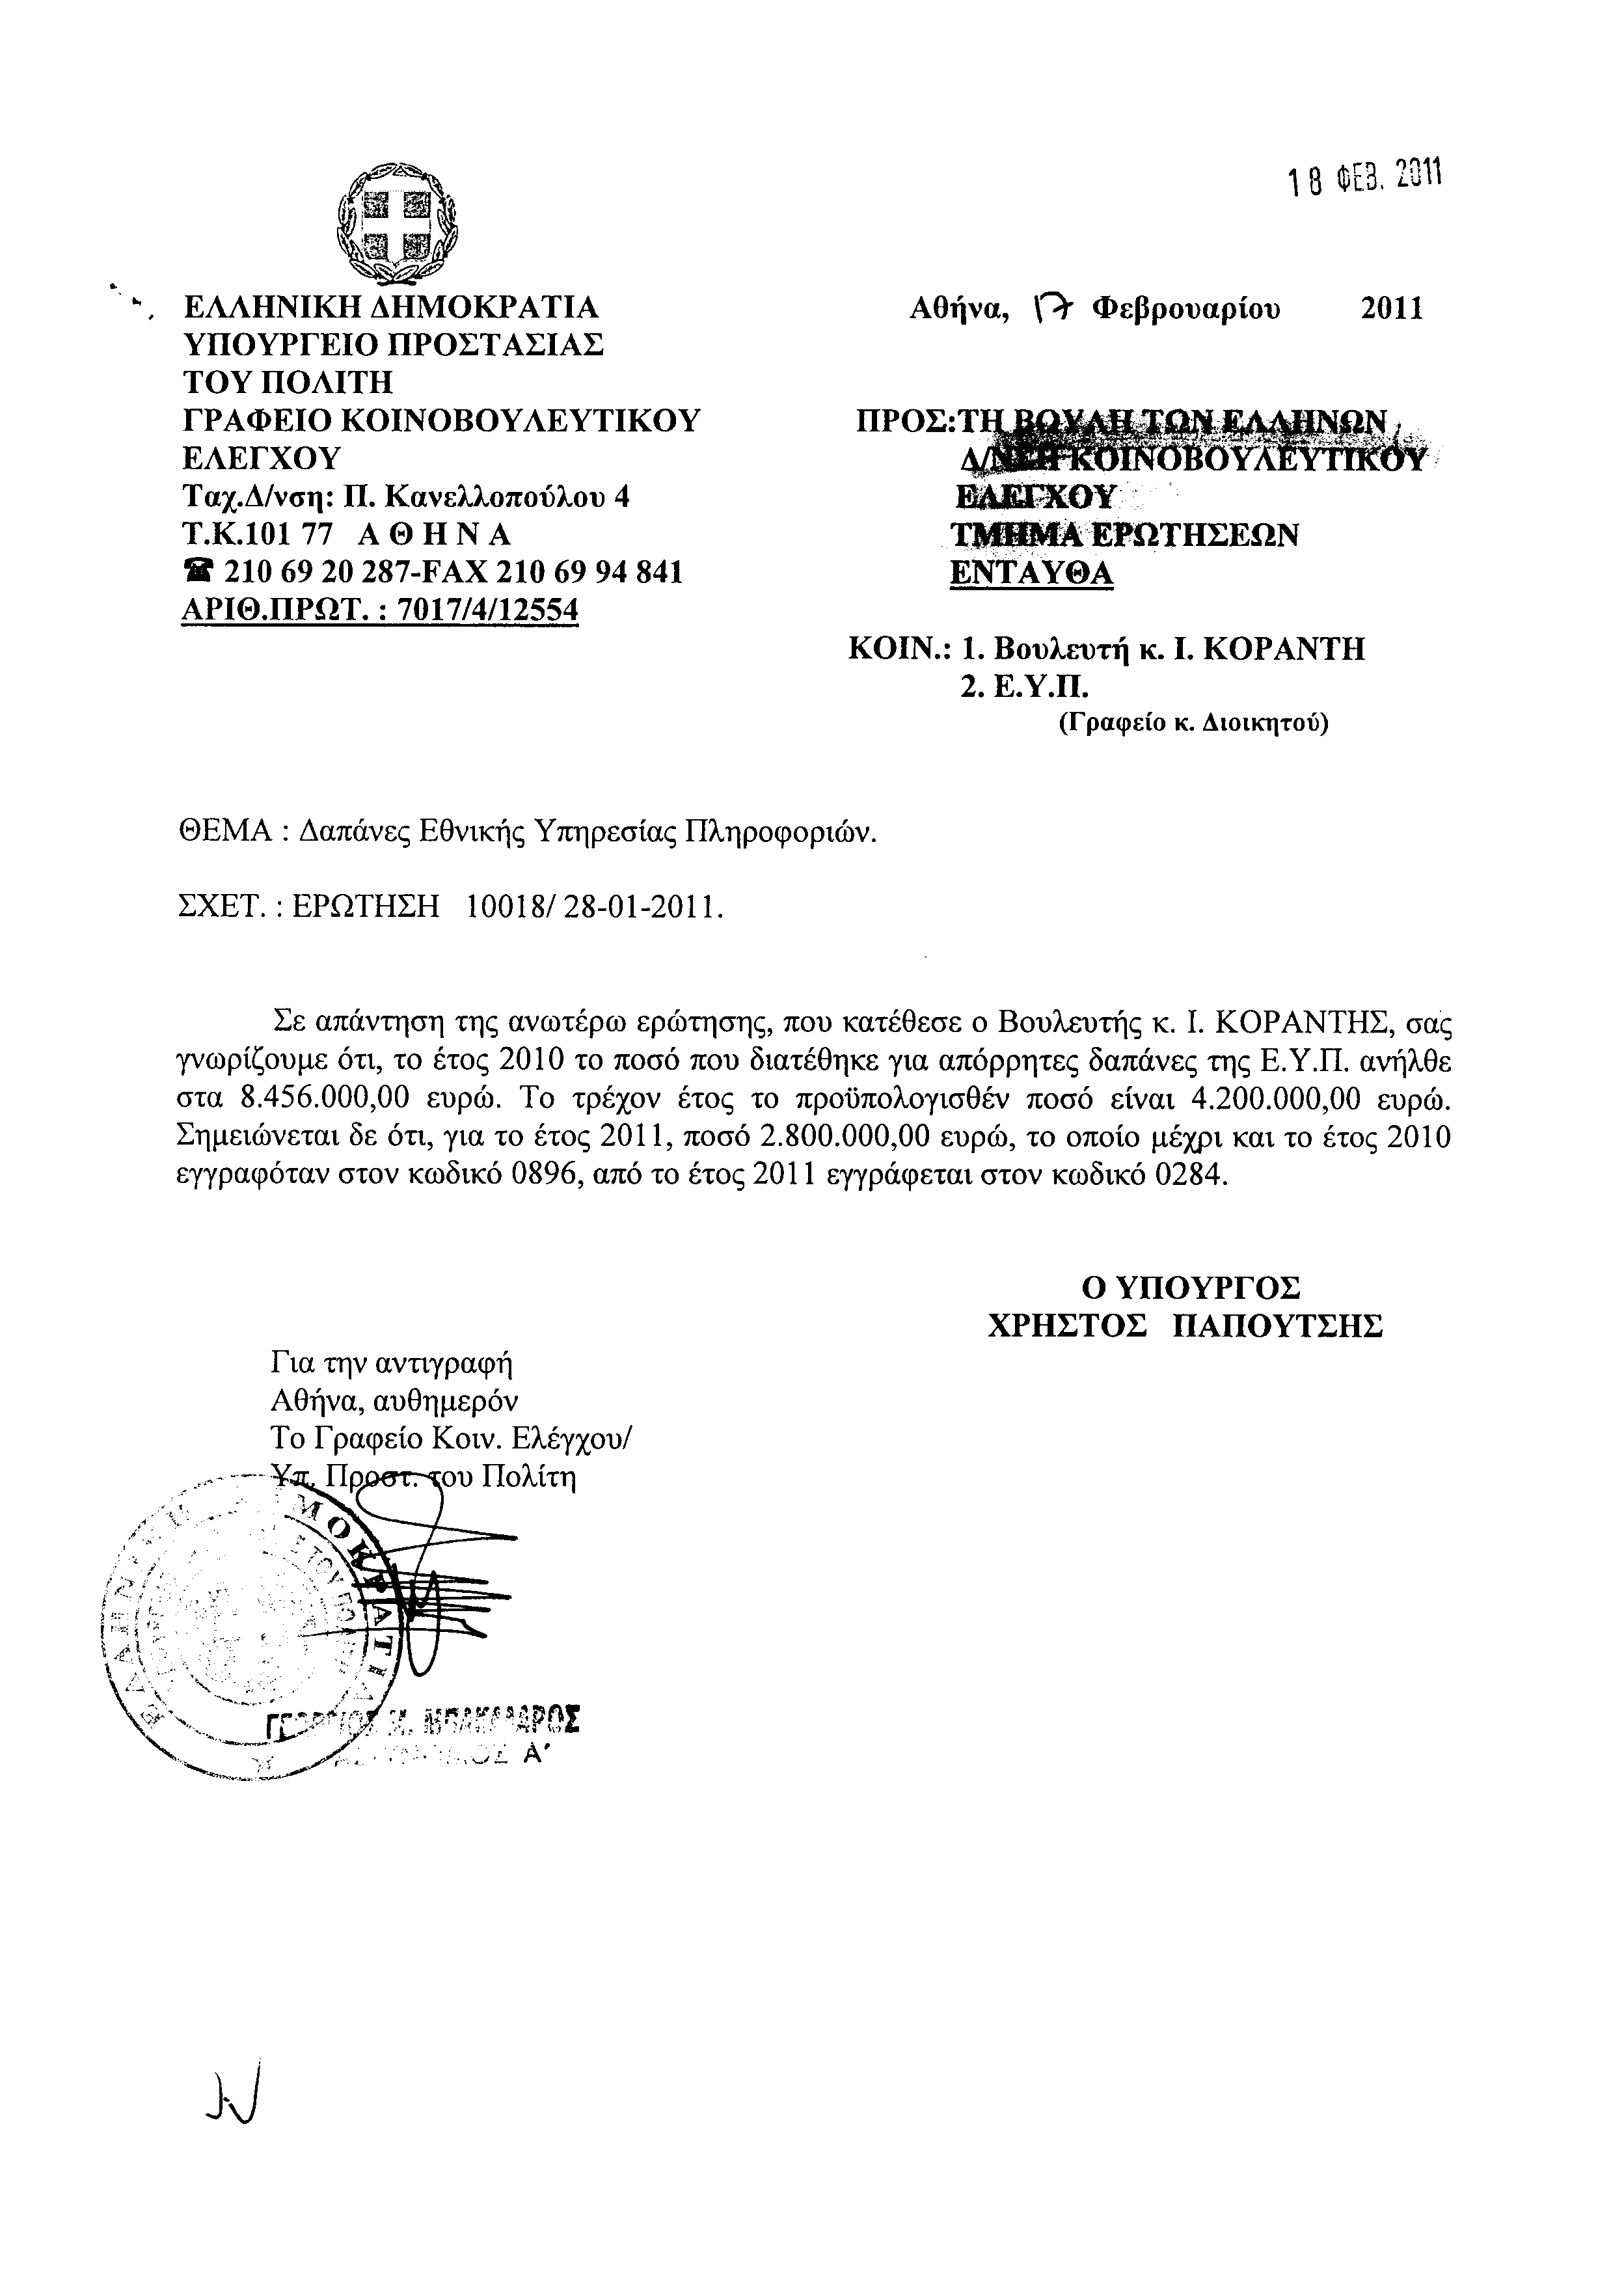 18 ΦΕΒ. 2011
ΕΛΛΗΝΙΚΗ ΔΗΜΟΚΡΑΤΙΑ
ΥΠΟΥΡΓΕΙΟ ΠΡΟΣΤΑΣΙΑΣ
ΤΟΥ ΠΟΛΙΤΗ
ΓΡΑΦΕΙΟ ΚΟΙΝΟΒΟΥΛΕΥΤΙΚΟΥ
ΕΛΕΓΧΟΥ
Ταχ.Δ/νση: Π. Κανελλοπούλου 4
Τ.Κ.101 77 Α Θ Η Ν Α
☎ 210 69 20 287-FAX 210 69 94 841
ΑΡΙΘ.ΠΡΩΤ. : 7017/4/12554
Αθήνα, 17 Φεβρουαρίου 2011
ΠΡΟΣ:ΤΗ ΒΟΥΛΗ ΤΩΝ ΕΛΛΗΝΩΝ
Δ/ΝΣΗ ΚΟΙΝΟΒΟΥΛΕΥΤΙΚΟΥ
ΕΛΕΓΧΟΥ
ΤΜΗΜΑ ΕΡΩΤΗΣΕΩΝ
ΕΝΤΑΥΘΑ
ΚΟΙΝ.: 1. Βουλευτή κ. Ι. ΚΟΡΑΝΤΗ
2. Ε.Υ.Π.
(Γραφείο κ. Διοικητού)
ΘΕΜΑ : Δαπάνες Εθνικής Υπηρεσίας Πληροφοριών.
ΣΧΕΤ. : ΕΡΩΤΗΣΗ 10018/ 28-01-2011.
Σε απάντηση της ανωτέρω ερώτησης, που κατέθεσε ο Βουλευτής κ. Ι. ΚΟΡΑΝΤΗΣ, σας
γνωρίζουμε ότι, το έτος 2010 το ποσό που διατέθηκε για απόρρητες δαπάνες της Ε.Υ.Π. ανήλθε
στα 8.456.000,00 ευρώ. Το τρέχον έτος το προϋπολογισθέν ποσό είναι 4.200.000,00 ευρώ.
Σημειώνεται δε ότι, για το έτος 2011, ποσό 2.800.000,00 ευρώ, το οποίο μέχρι και το έτος 2010
εγγραφόταν στον κωδικό 0896, από το έτος 2011 εγγράφεται στον κωδικό 0284.
Ο ΥΠΟΥΡΓΟΣ
ΧΡΗΣΤΟΣ ΠΑΠΟΥΤΣΗΣ
Για την αντιγραφή
Αθήνα, αυθημερόν
Το Γραφείο Κοιν. Ελέγχου/
Υπ. Προστ. του Πολίτη
ΕΛΛΗΝΙΚΗ ΔΗΜΟΚΡΑΤΙΑ
ΓΕΩΡΓΙΟΣ
Α'